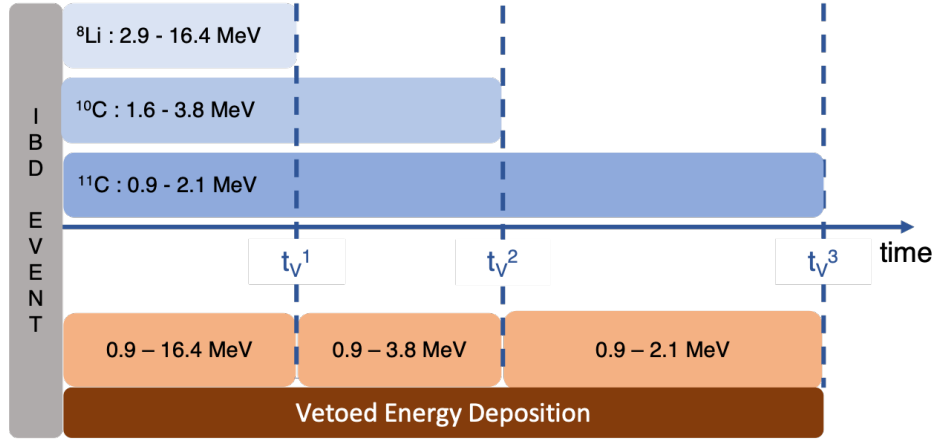 IBD EVENT
⁸Li : 2.9 - 16.4 MeV
¹⁰C : 1.6 - 3.8 MeV
¹¹C : 0.9 - 2.1 MeV
time
tᵥ¹
tᵥ²
tᵥ³
0.9 – 16.4 MeV
0.9 – 3.8 MeV
0.9 – 2.1 MeV
Vetoed Energy Deposition